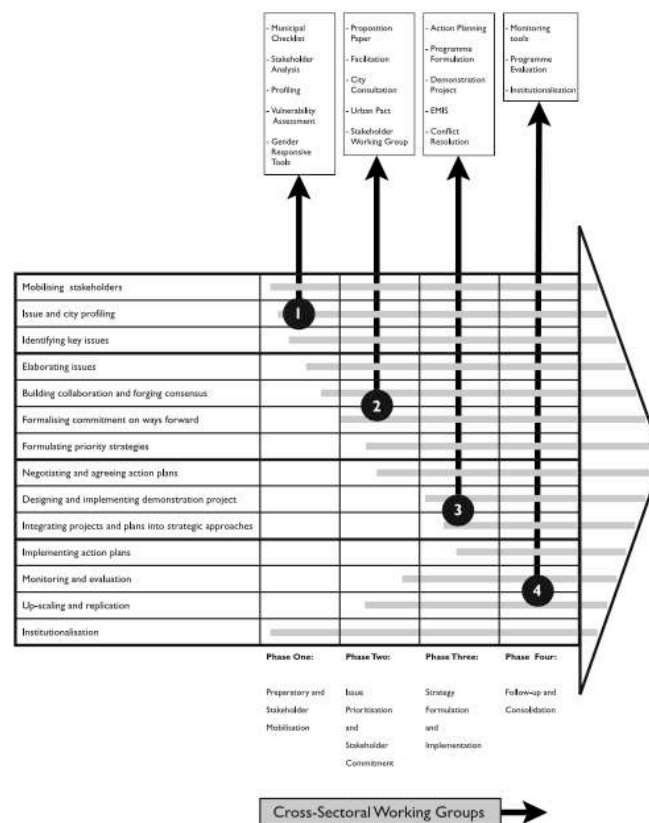 - Municipal
Checklist
- Stakeholder
Analysis
- Profiling
- Vulnerability
Assessment
- Gender
Responsive
Tools
- Proposition
Paper
- Facilitation
- City
Consultation
- Urban Pact
- Stakeholder
Working Group
- Action Planning
- Programme
Formulation
- Demonstration
Project
- EMIS
- Conflict
Resolution
- Monitoring
tools
- Programme
Evaluation
- Institutionalisation
Mobilising stakeholders
Issue and city profiling
1
Identifying key issues
Elaborating issues
Building collaboration and forging consensus
2
Formalising commitment on ways forward
Formulating priority strategies
Negotiating and agreeing action plans
Designing and implementing demonstration project
3
Integrating projects and plans into strategic approaches
Implementing action plans
Monitoring and evaluation
4
Up-scaling and replication
Institutionalisation
Phase One:
Preparatory and
Stakeholder
Mobilisation
Phase Two:
Issue
Prioritisation
and
Stakeholder
Commitment
Phase Three:
Strategy
Formulation
and
Implementation
Phase Four:
Follow-up and
Consolidation
Cross-Sectoral Working Groups